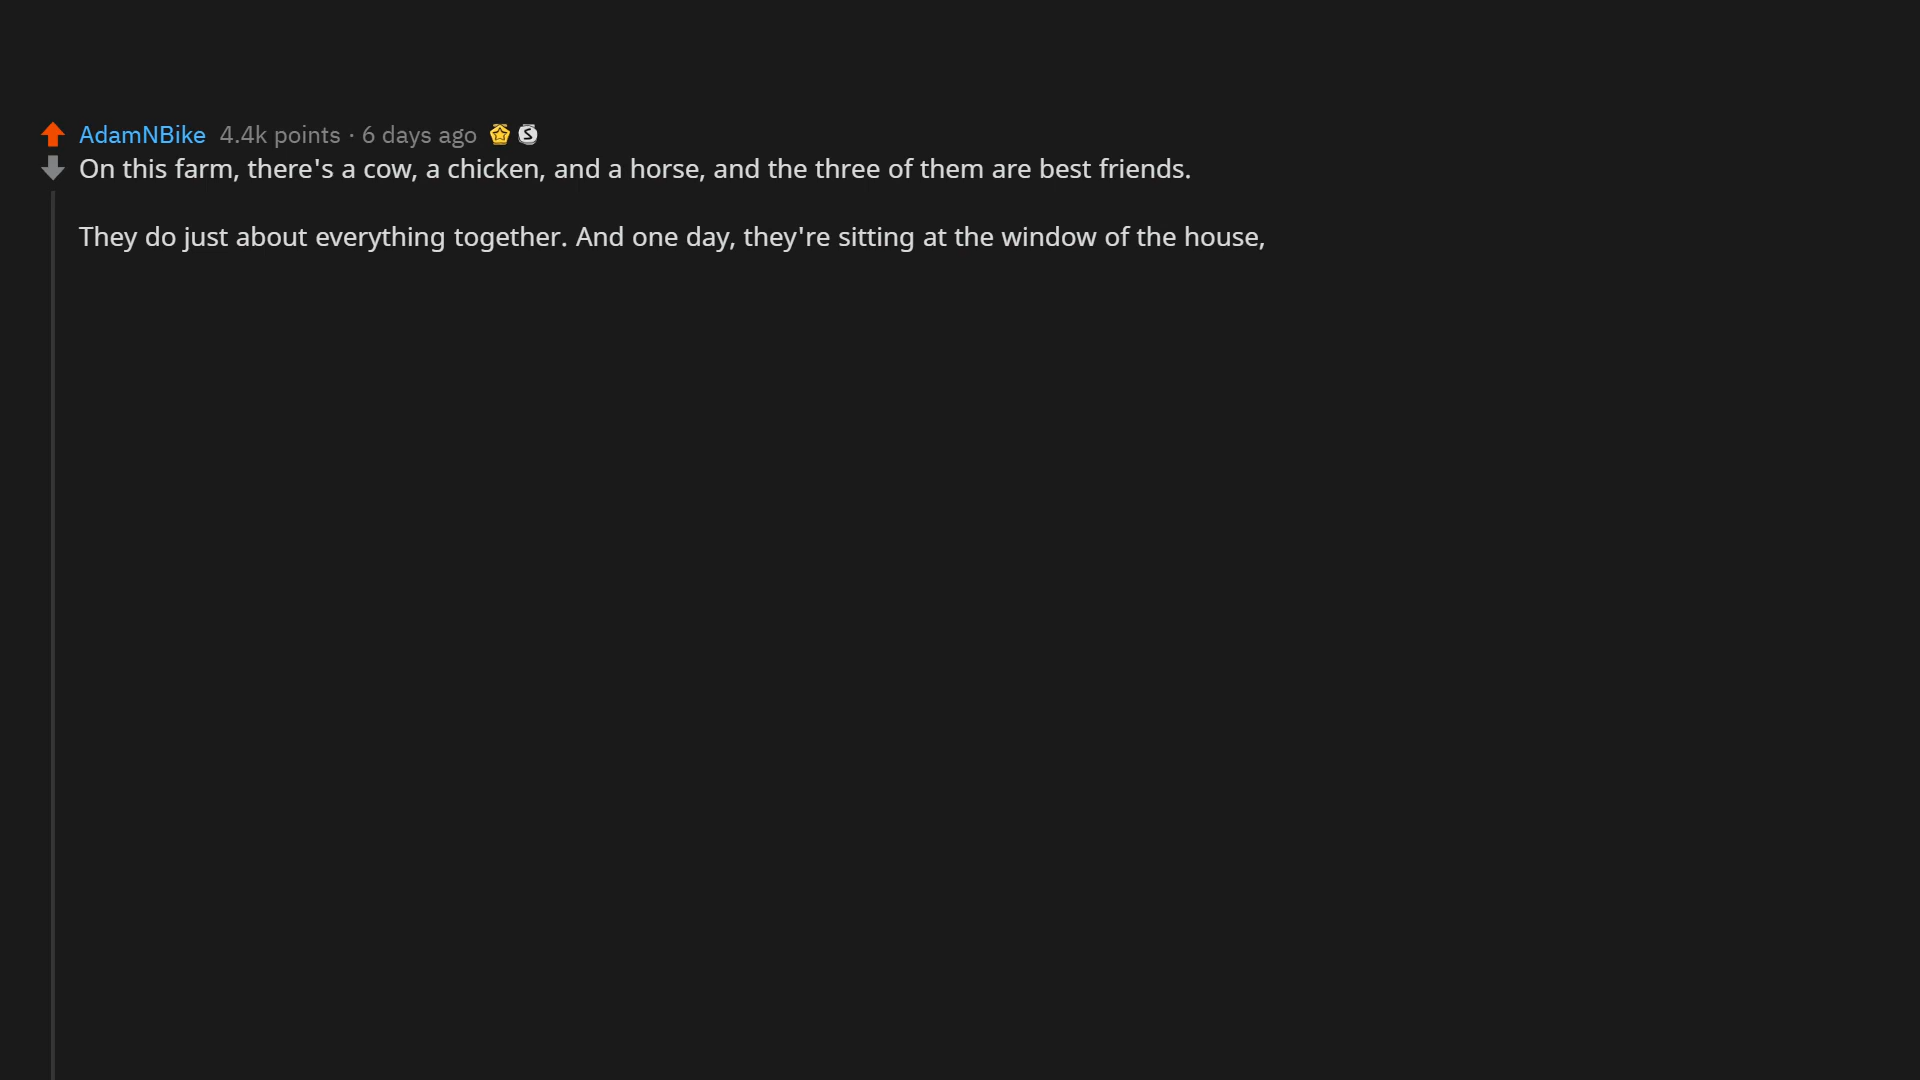 AdamNBike 4.4k points · 6 days ago
On this farm, there's a cow, a chicken, and a horse, and the three of them are best friends.
They do just about everything together. And one day, they're sitting at the window of the house,